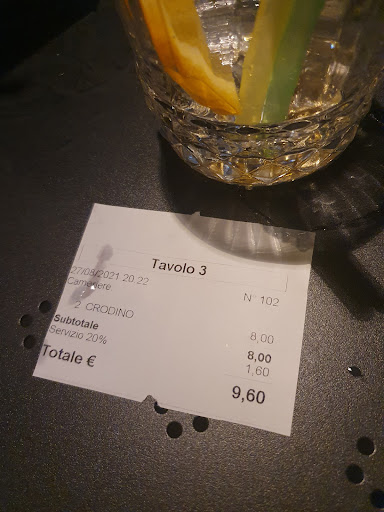 Tavolo 3
27/08/2021 20:22 N° 102
Cameriere
2 CRODINO 8,00
Subtotale 8,00
Servizio 20% 1,60
Totale € 9,60